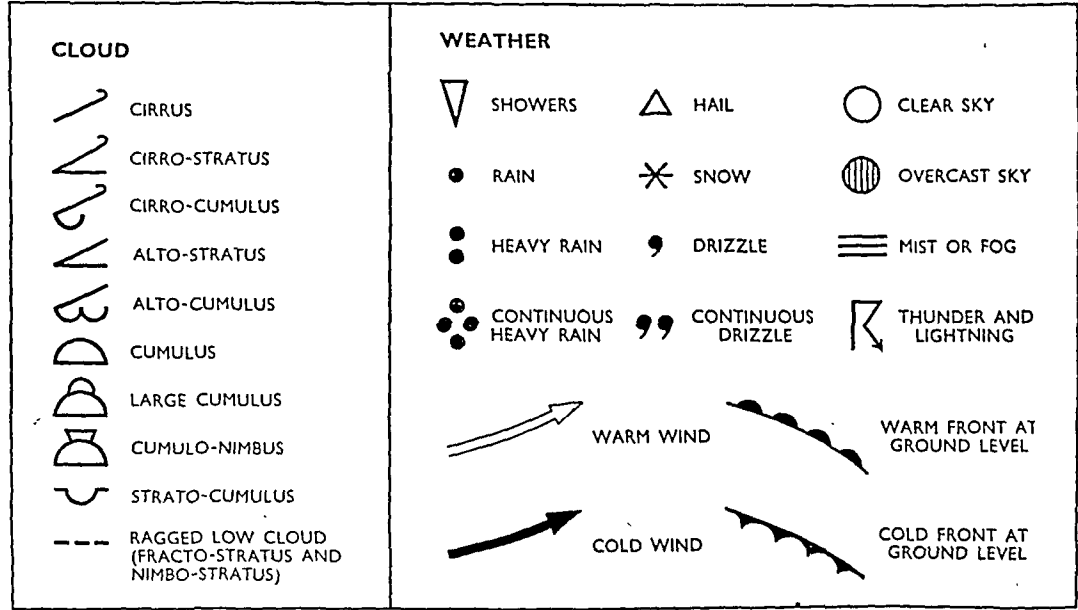 CLOUD
CIRRUS
CIRRO-STRATUS
CIRRO-CUMULUS
ALTO-STRATUS
ALTO-CUMULUS
CUMULUS
LARGE CUMULUS
CUMULO-NIMBUS
STRATO-CUMULUS
RAGGED LOW CLOUD
(FRACTO-STRATUS AND
NIMBO-STRATUS)
WEATHER
SHOWERS
HAIL
CLEAR SKY
RAIN
SNOW
OVERCAST SKY
HEAVY RAIN
DRIZZLE
MIST OR FOG
CONTINUOUS
HEAVY RAIN
CONTINUOUS
DRIZZLE
THUNDER AND
LIGHTNING
WARM WIND
WARM FRONT AT
GROUND LEVEL
COLD WIND
COLD FRONT AT
GROUND LEVEL